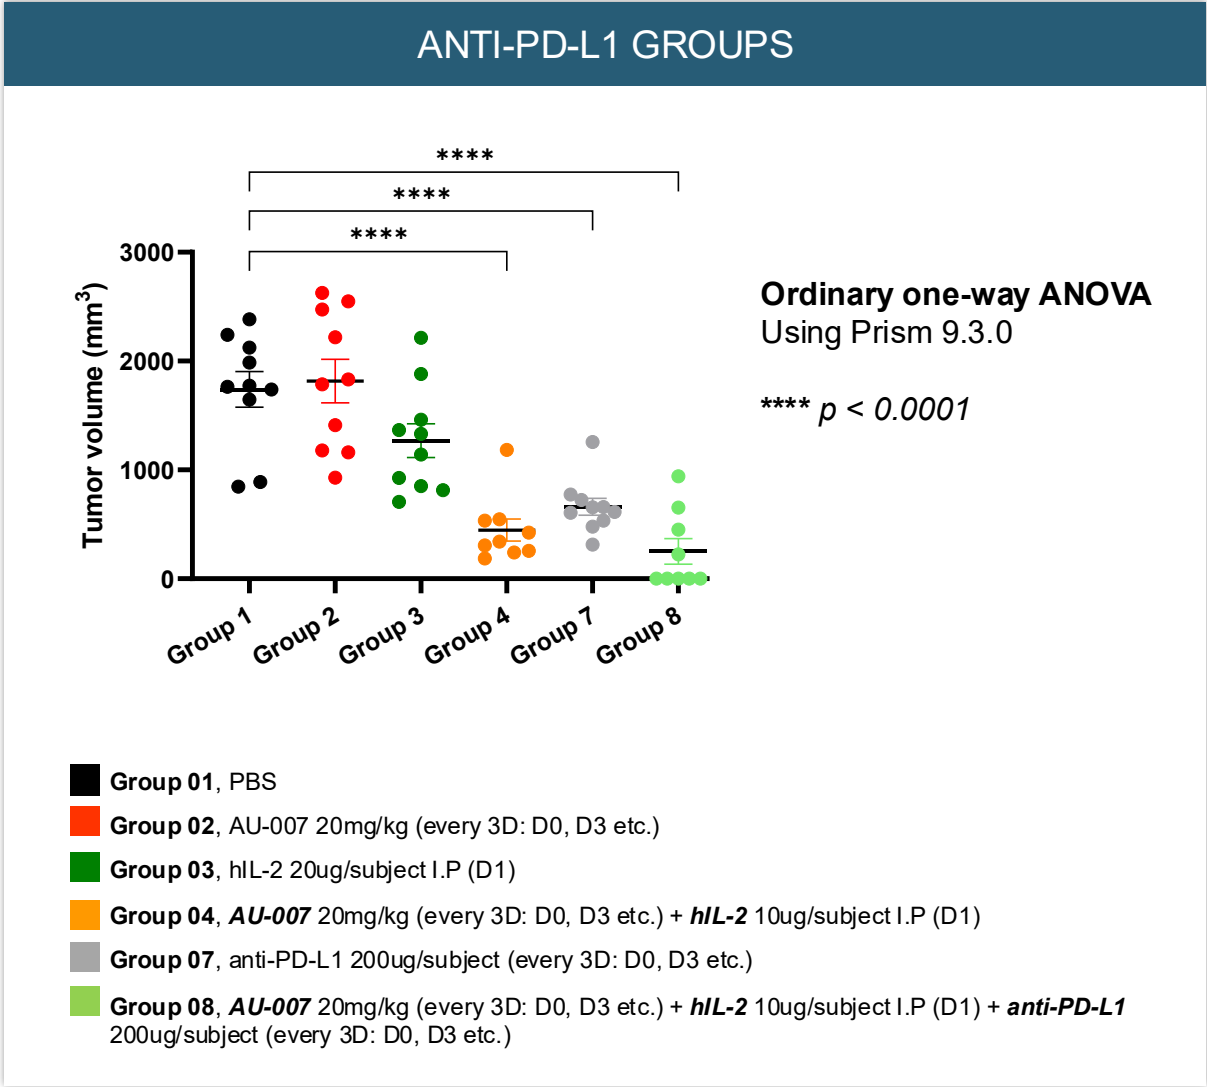 ANTI-PD-L1 GROUPS
****
****
****
3000
2000
1000
0
Tumor volume (mm³)
Group 1
Group 2
Group 3
Group 4
Group 7
Group 8
Ordinary one-way ANOVA
Using Prism 9.3.0
**** p < 0.0001
Group 01, PBS
Group 02, AU-007 20mg/kg (every 3D: D0, D3 etc.)
Group 03, hIL-2 20ug/subject I.P (D1)
Group 04, AU-007 20mg/kg (every 3D: D0, D3 etc.) + hIL-2 10ug/subject I.P (D1)
Group 07, anti-PD-L1 200ug/subject (every 3D: D0, D3 etc.)
Group 08, AU-007 20mg/kg (every 3D: D0, D3 etc.) + hIL-2 10ug/subject I.P (D1) + anti-PD-L1
200ug/subject (every 3D: D0, D3 etc.)